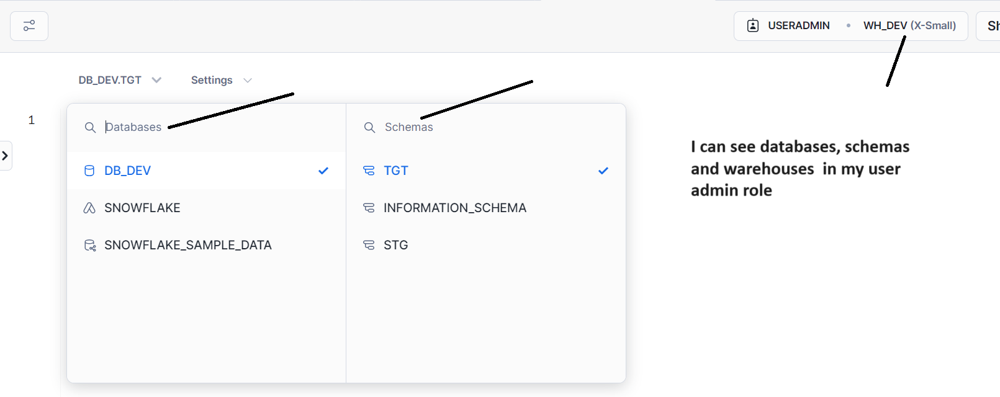 USERADMIN • WH_DEV (X-Small)
Sh
DB_DEV.TGT
Settings
1
Databases
Schemas
DB_DEV
TGT
SNOWFLAKE
INFORMATION_SCHEMA
SNOWFLAKE_SAMPLE_DATA
STG
I can see databases, schemas
and warehouses in my user
admin role